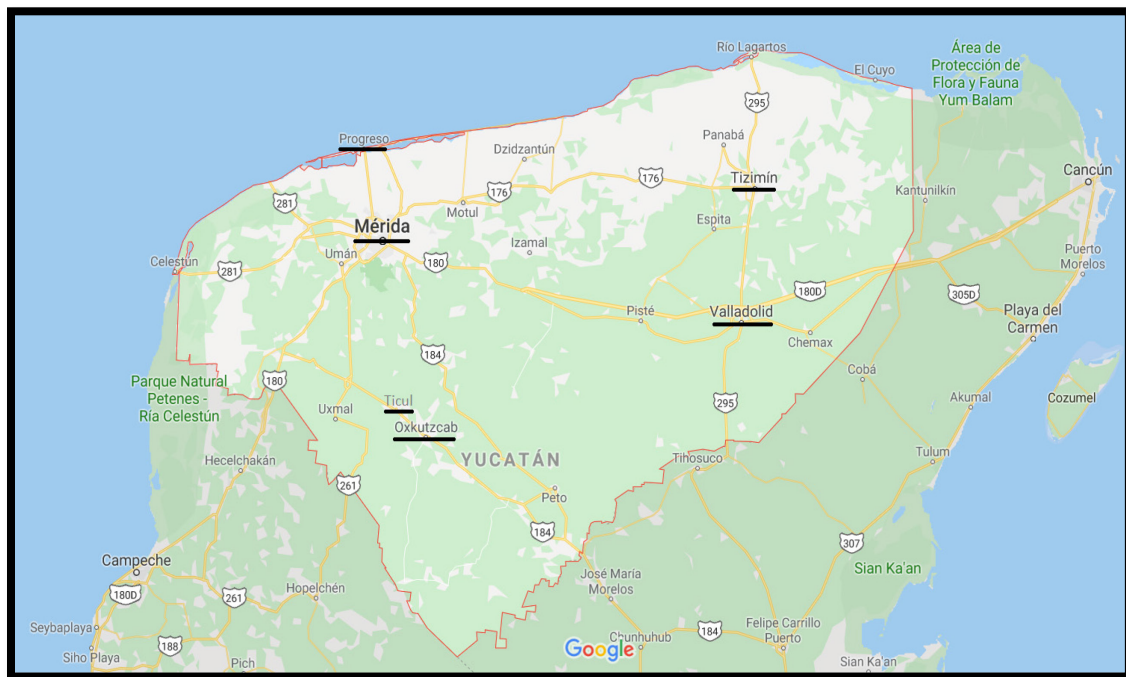 Río Lagartos
El Cuyo
Área de
Protección de
Flora y Fauna
Yum Balam
295
Progreso
Panabá
Dzidzantún
Cancún
176
Tizimín
176
Kantunilkín
281
Motul
Espita
Mérida
Izamal
Umán
180
Puerto
Morelos
Celestún
281
180D
305D
Pisté
Valladolid
Playa del
Carmen
Chemax
184
Cobá
Parque Natural
Petenes -
Ría Celestún
180
Ticul
295
Akumal
Cozumel
Uxmal
Oxkutzcab
YUCATÁN
Tihosuco
Tulum
Hecelchakán
261
Peto
184
307
Campeche
Sian Ka'an
José María
Morelos
180D
261
Hopelchén
Seybaplaya
188
Siho Playa
Pich
Google
Chunhuhub
184
Felipe Carrillo
Puerto
Sian Ka'an